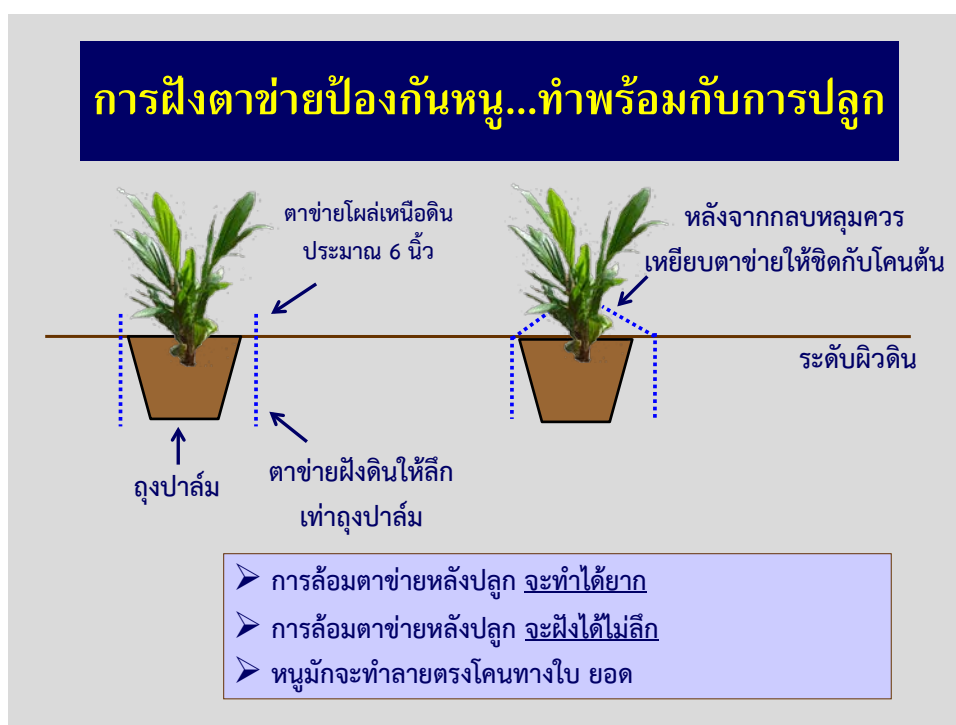 การฝังตาข่ายป้องกันหนู...ทำพร้อมกับการปลูก
ตาข่ายโผล่เหนือดิน
ประมาณ 6 นิ้ว
หลังจากกลบหลุมควร
เหยียบตาข่ายให้ชิดกับโคนต้น
ระดับผิวดิน
ถุงปาล์ม
ตาข่ายฝังดินให้ลึก
เท่าถุงปาล์ม
➢ การล้อมตาข่ายหลังปลูก จะทำได้ยาก
➢ การล้อมตาข่ายหลังปลูก จะฝังได้ไม่ลึก
➢ หนูมักจะทำลายตรงโคนทางใบ ยอด